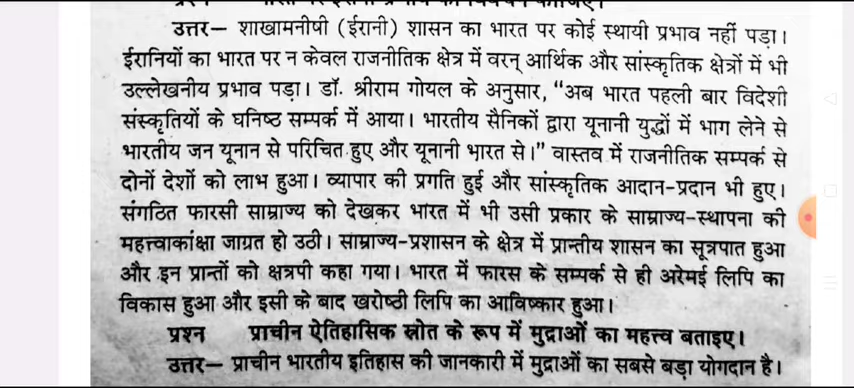 उत्तर— शाखामनीषी (ईरानी) शासन का भारत पर कोई स्थायी प्रभाव नहीं पड़ा।
ईरानियों का भारत पर न केवल राजनीतिक क्षेत्र में वरन् आर्थिक और सांस्कृतिक क्षेत्रों में भी
उल्लेखनीय प्रभाव पड़ा। डॉ. श्रीराम गोयल के अनुसार, "अब भारत पहली बार विदेशी
संस्कृतियों के घनिष्ठ सम्पर्क में आया। भारतीय सैनिकों द्वारा यूनानी युद्धों में भाग लेने से
भारतीय जन यूनान से परिचित हुए और यूनानी भारत से।" वास्तव में राजनीतिक सम्पर्क से
दोनों देशों को लाभ हुआ। व्यापार की प्रगति हुई और सांस्कृतिक आदान-प्रदान भी हुए।
संगठित फारसी साम्राज्य को देखकर भारत में भी उसी प्रकार के साम्राज्य-स्थापना की
महत्त्वाकांक्षा जाग्रत हो उठी। साम्राज्य-प्रशासन के क्षेत्र में प्रान्तीय शासन का सूत्रपात हुआ
और इन प्रान्तों को क्षत्रपी कहा गया। भारत में फारस के सम्पर्क से ही अरेमई लिपि का
विकास हुआ और इसी के बाद खरोष्ठी लिपि का आविष्कार हुआ।
प्रश्न प्राचीन ऐतिहासिक स्रोत के रूप में मुद्राओं का महत्त्व बताइए।
उत्तर— प्राचीन भारतीय इतिहास की जानकारी में मुद्राओं का सबसे बड़ा योगदान है।